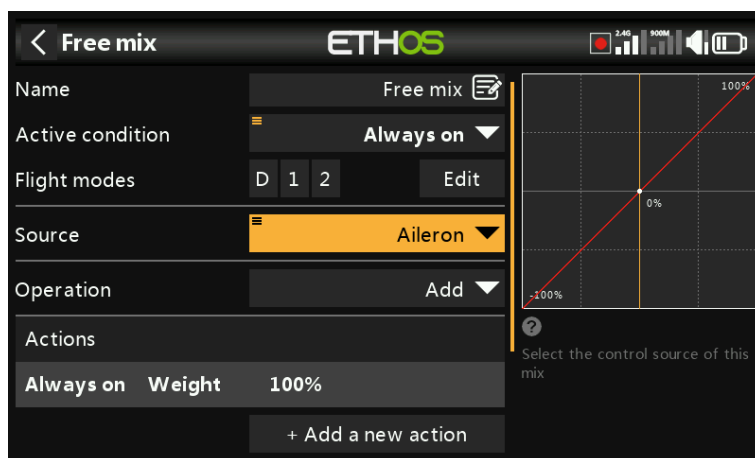 Free mix
ETHOS
2.4G 900M
Name Free mix
Active condition Always on
Flight modes D 1 2 Edit
Source Aileron
Operation Add
Actions
Always on Weight 100%
+ Add a new action
100%
0%
-100%
?
Select the control source of this
mix